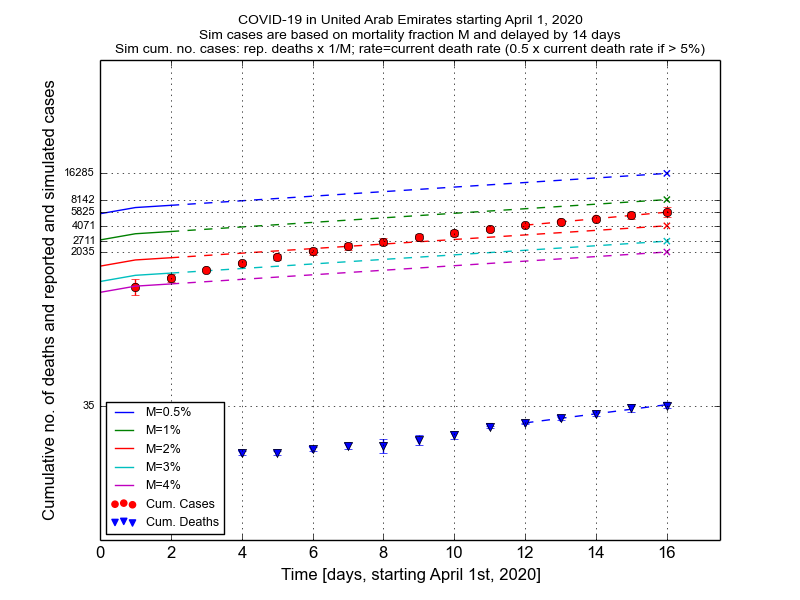 COVID-19 in United Arab Emirates starting April 1, 2020
Sim cases are based on mortality fraction M and delayed by 14 days
Sim cum. no. cases: rep. deaths x 1/M; rate=current death rate (0.5 x current death rate if > 5%)
Cumulative no. of deaths and reported and simulated cases
16285
8142
5825
4071
2711
2035
35
M=0.5%
M=1%
M=2%
M=3%
M=4%
Cum. Cases
Cum. Deaths
0 2 4 6 8 10 12 14 16
Time [days, starting April 1st, 2020]